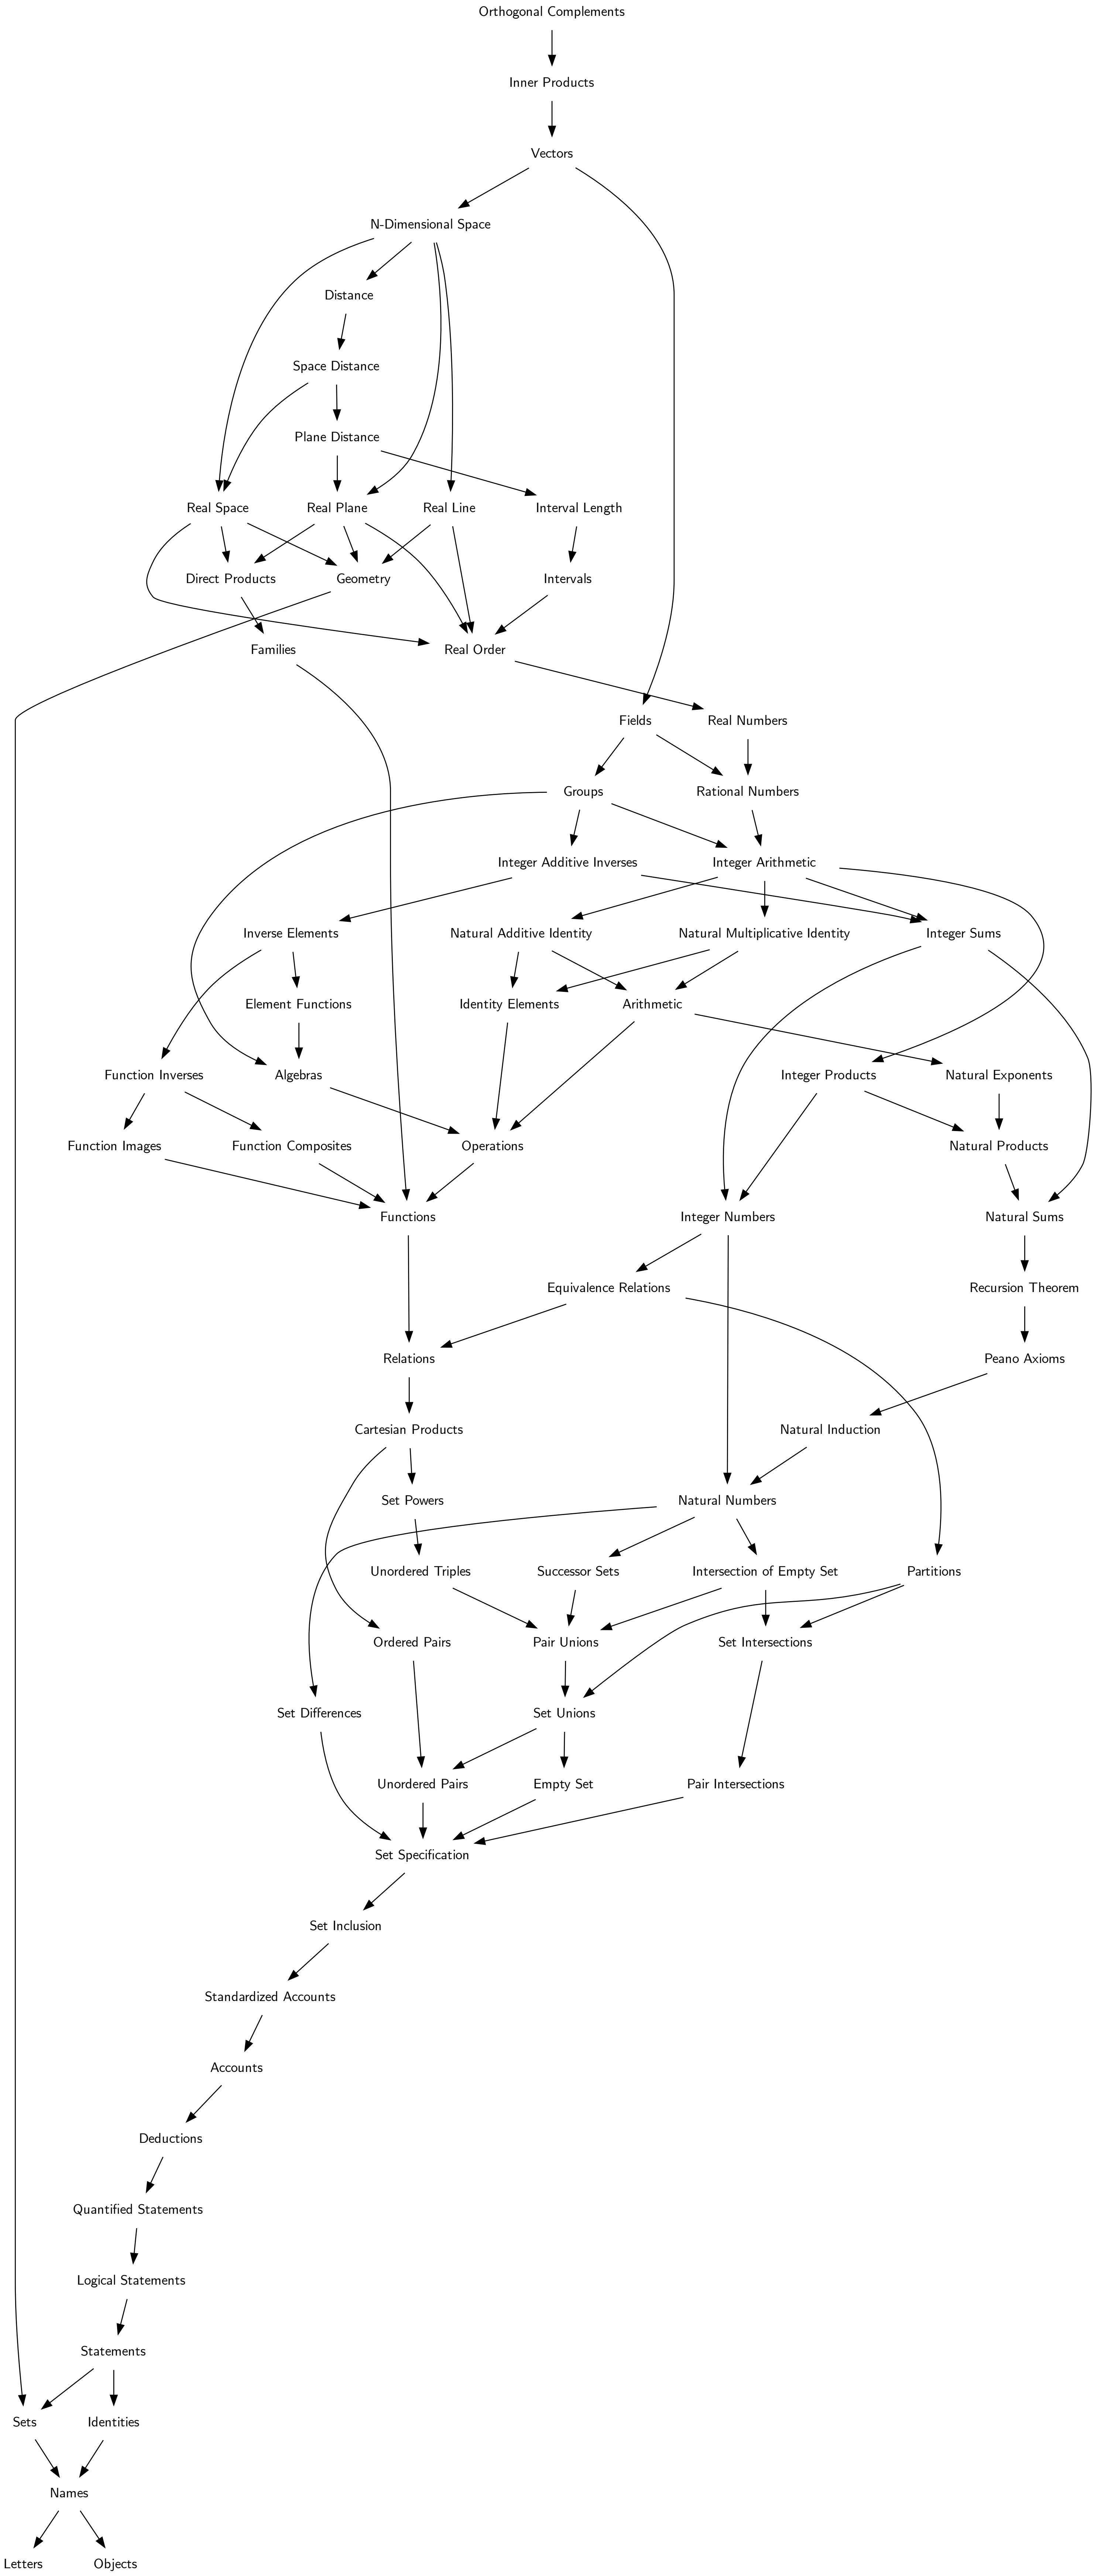 Orthogonal Complements
Inner Products
Vectors
N-Dimensional Space
Distance
Space Distance
Plane Distance
Real Space
Real Plane
Real Line
Interval Length
Direct Products
Geometry
Intervals
Families
Real Order
Fields
Real Numbers
Groups
Rational Numbers
Integer Additive Inverses
Integer Arithmetic
Inverse Elements
Natural Additive Identity
Natural Multiplicative Identity
Integer Sums
Element Functions
Identity Elements
Arithmetic
Function Inverses
Algebras
Integer Products
Natural Exponents
Function Images
Function Composites
Operations
Natural Products
Functions
Integer Numbers
Natural Sums
Equivalence Relations
Recursion Theorem
Relations
Peano Axioms
Cartesian Products
Natural Induction
Set Powers
Natural Numbers
Unordered Triples
Successor Sets
Intersection of Empty Set
Partitions
Ordered Pairs
Pair Unions
Set Intersections
Set Differences
Set Unions
Unordered Pairs
Empty Set
Pair Intersections
Set Specification
Set Inclusion
Standardized Accounts
Accounts
Deductions
Quantified Statements
Logical Statements
Statements
Sets
Identities
Names
Letters
Objects